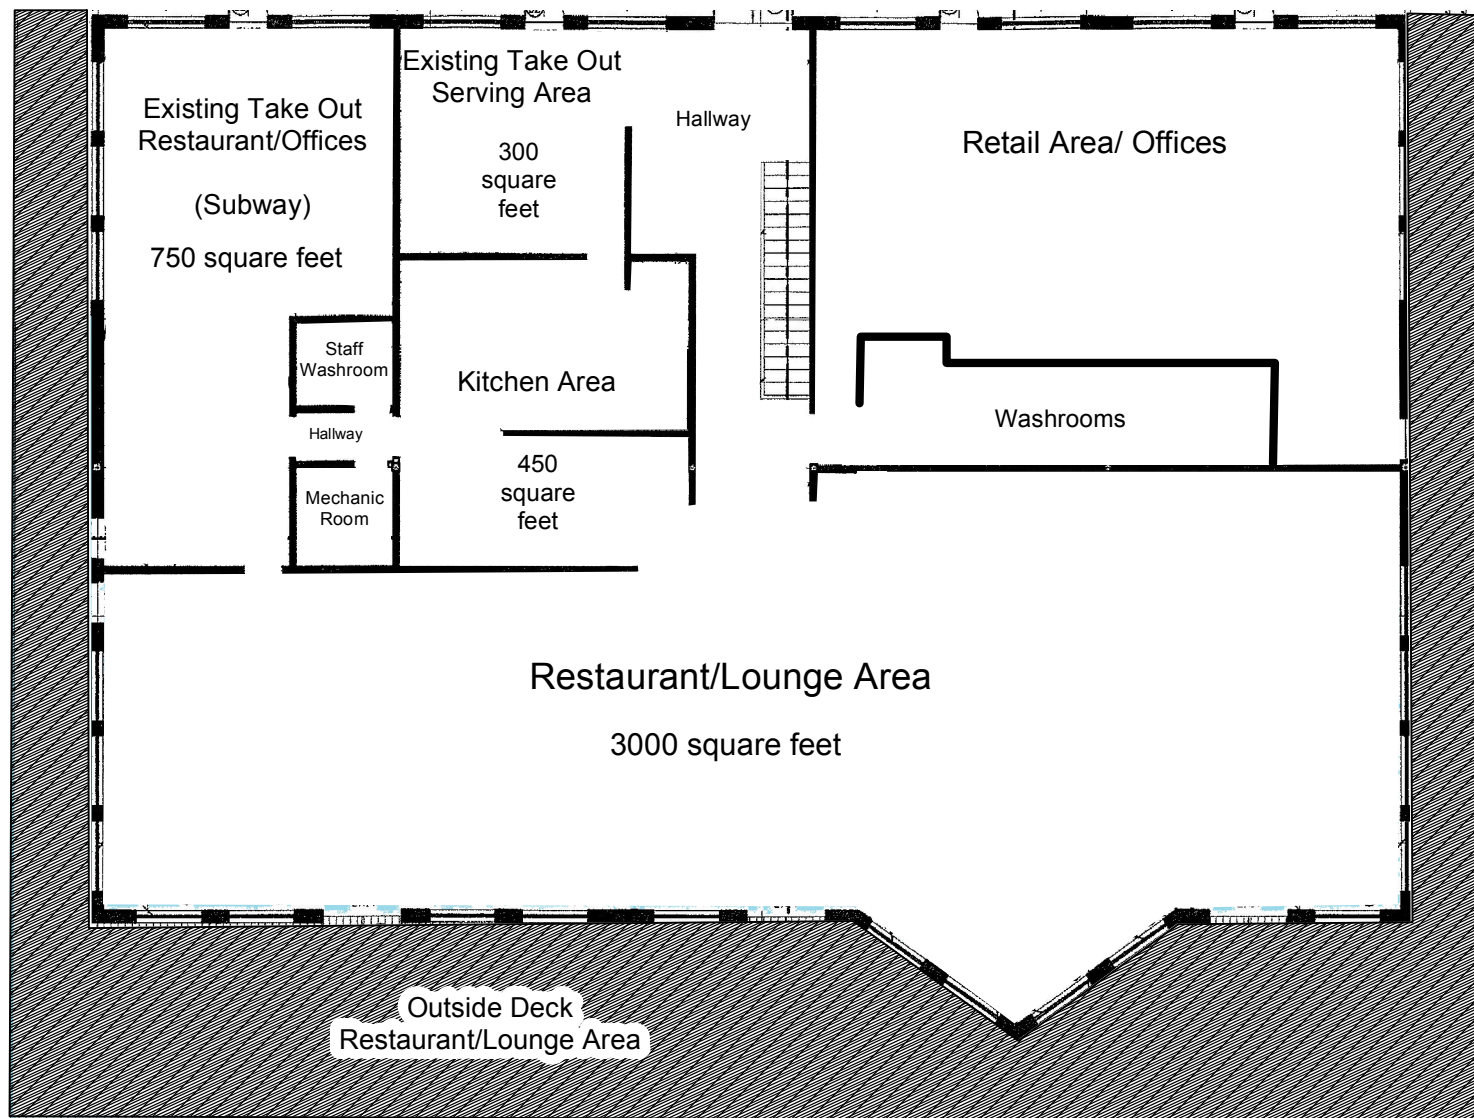 Existing Take Out
Restaurant/Offices
(Subway)
750 square feet
Existing Take Out
Serving Area
300
square
feet
Hallway
Retail Area/ Offices
Staff
Washroom
Hallway
Mechanic
Room
Kitchen Area
450
square
feet
Washrooms
Restaurant/Lounge Area
3000 square feet
Outside Deck
Restaurant/Lounge Area